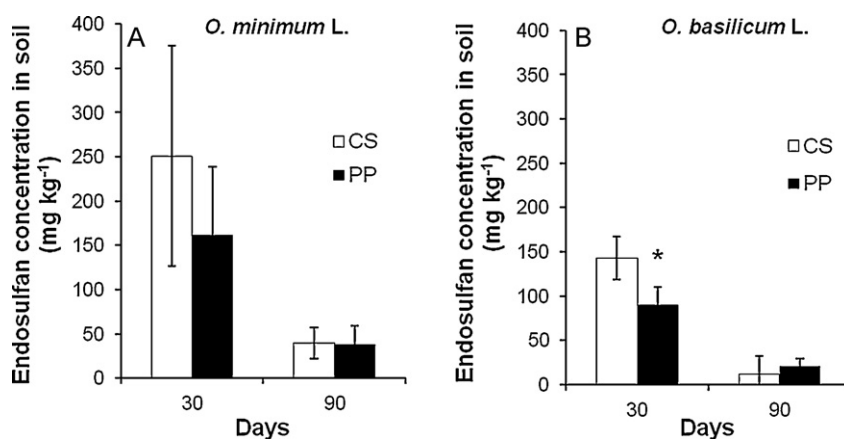 Endosulfan concentration in soil
(mg kg-1)
A
O. minimum L.
400
350
300
250
200
150
100
50
0
CS
PP
30
90
Days
Endosulfan concentration in soil
(mg kg-1)
B
O. basilicum L.
400
350
300
250
200
150
100
50
0
CS
PP
*
30
90
Days